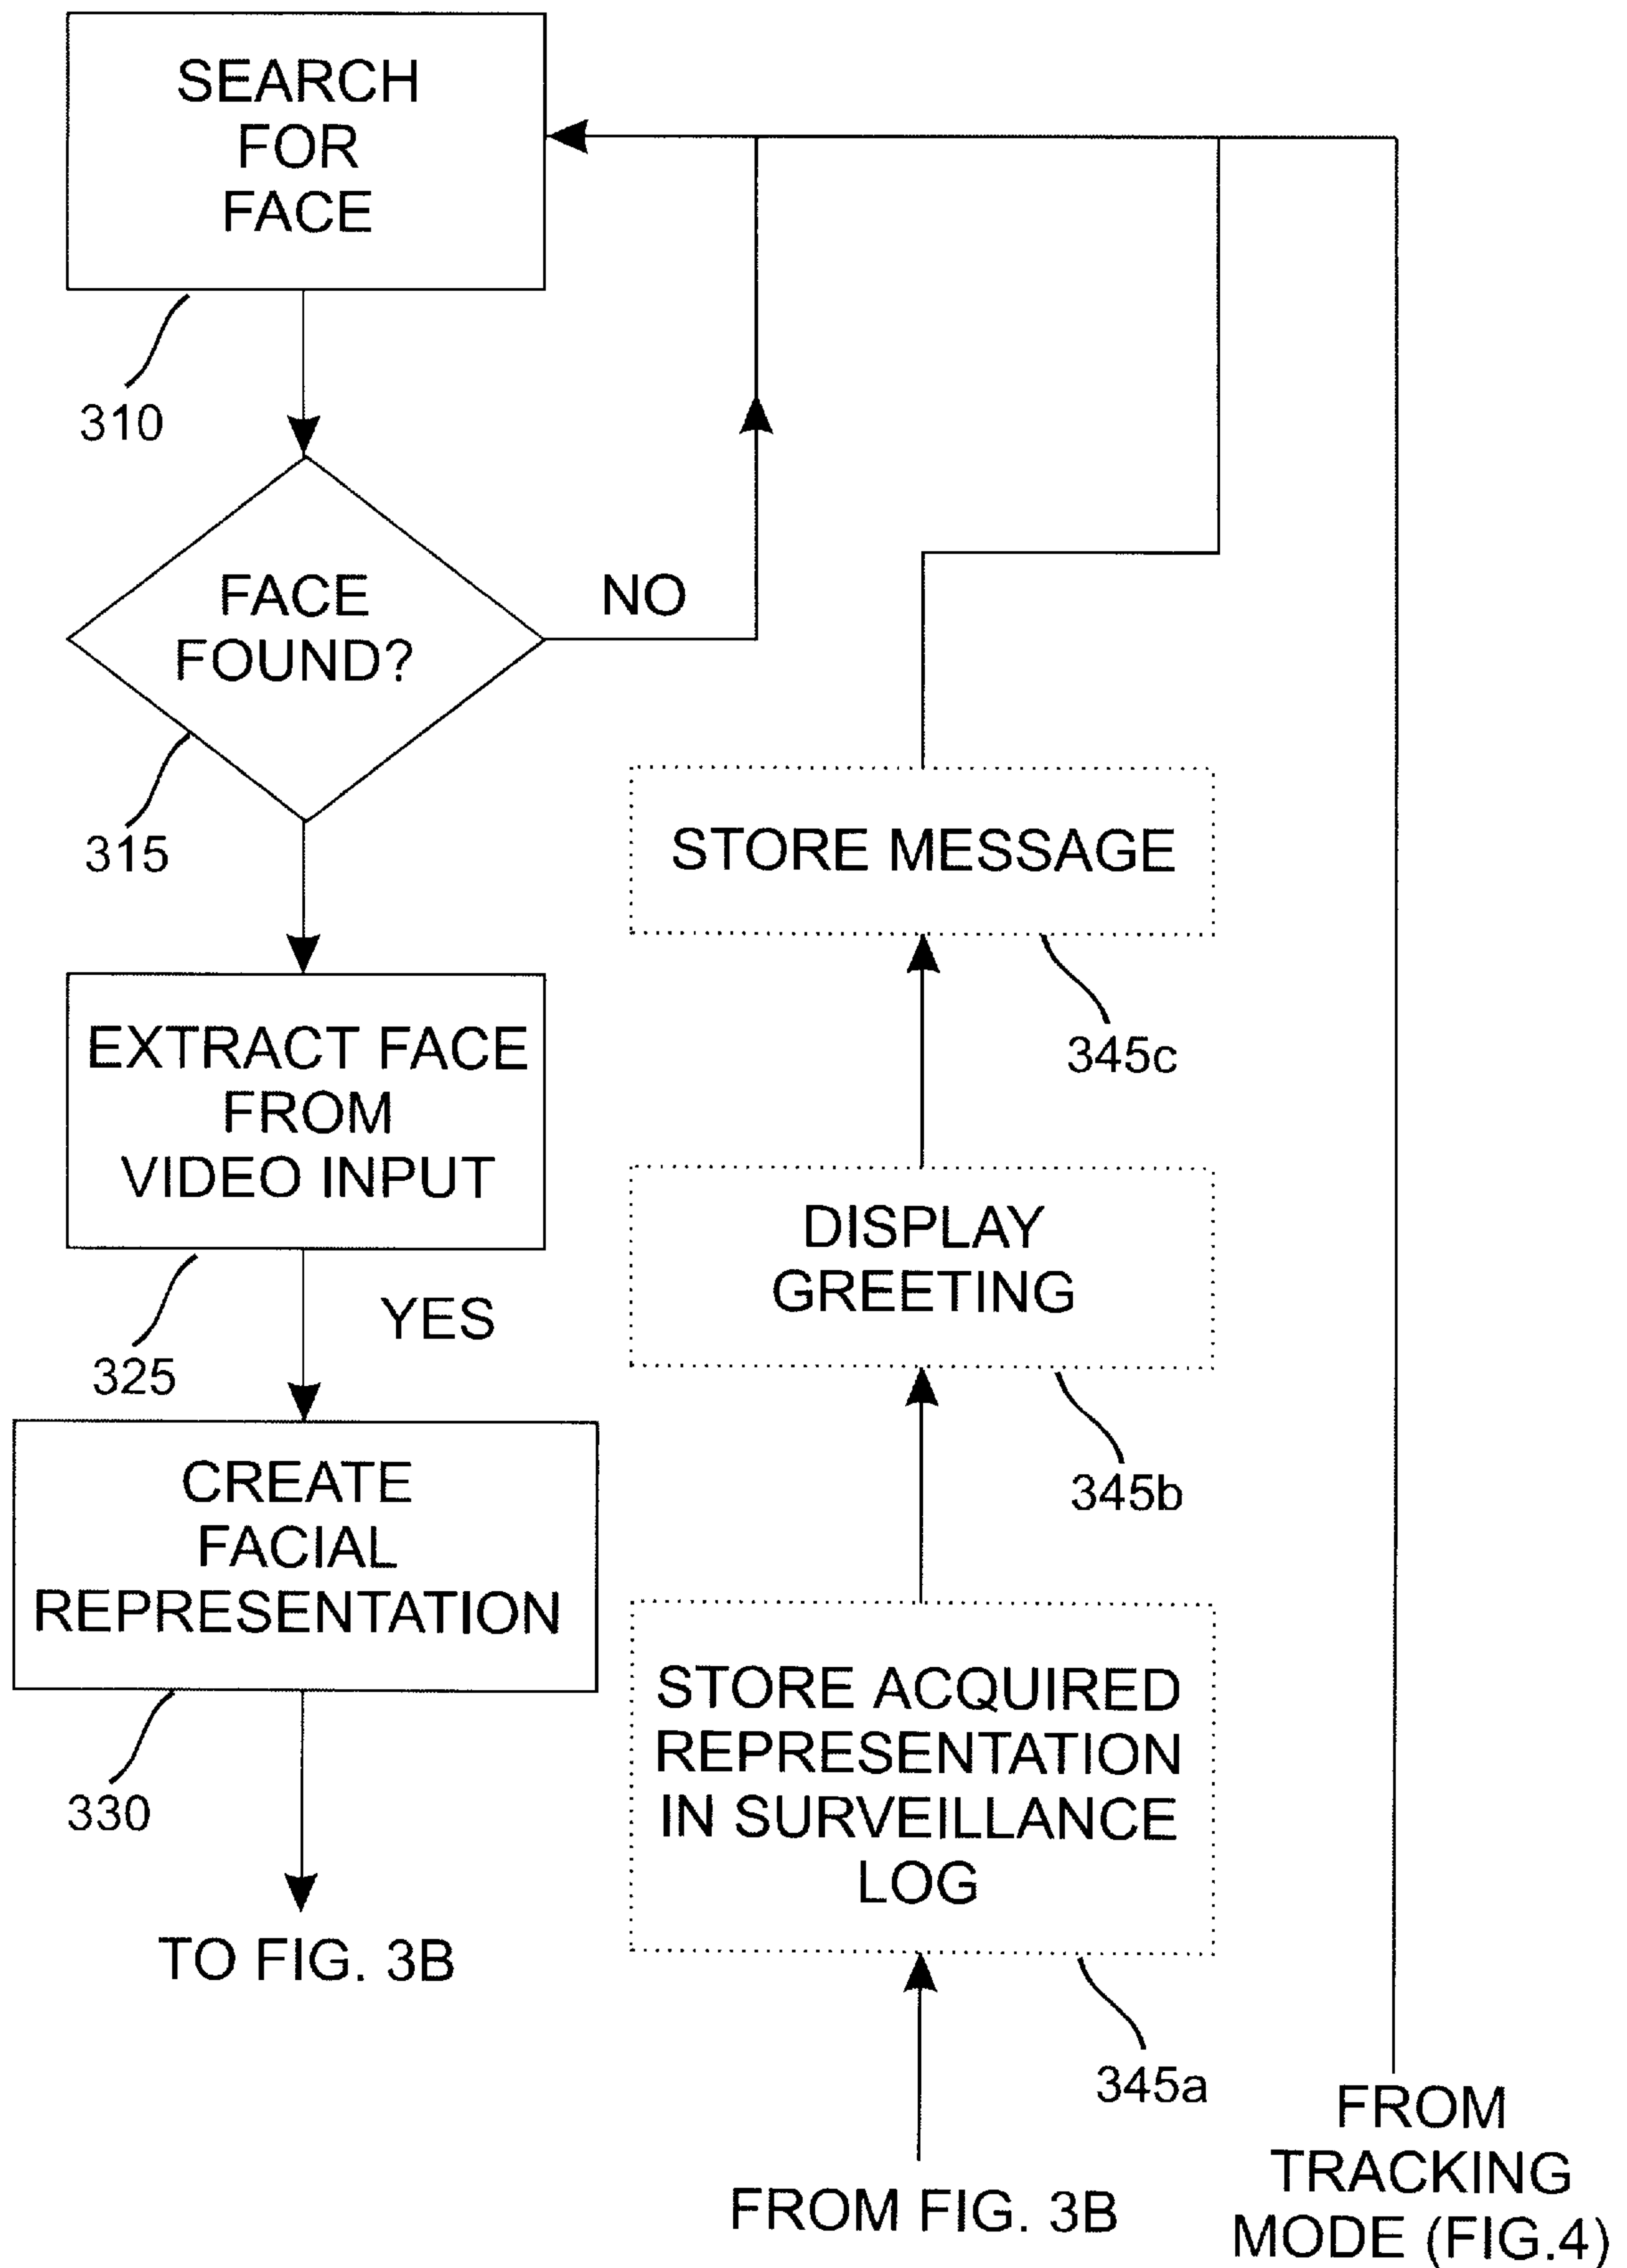 SEARCH
FOR
FACE
310
FACE
FOUND?
NO
315
EXTRACT FACE
FROM
VIDEO INPUT
325
YES
CREATE
FACIAL
REPRESENTATION
330
TO FIG. 3B
STORE MESSAGE
345c
DISPLAY
GREETING
345b
STORE ACQUIRED
REPRESENTATION
IN SURVEILLANCE
LOG
345a
FROM FIG. 3B
FROM
TRACKING
MODE (FIG.4)